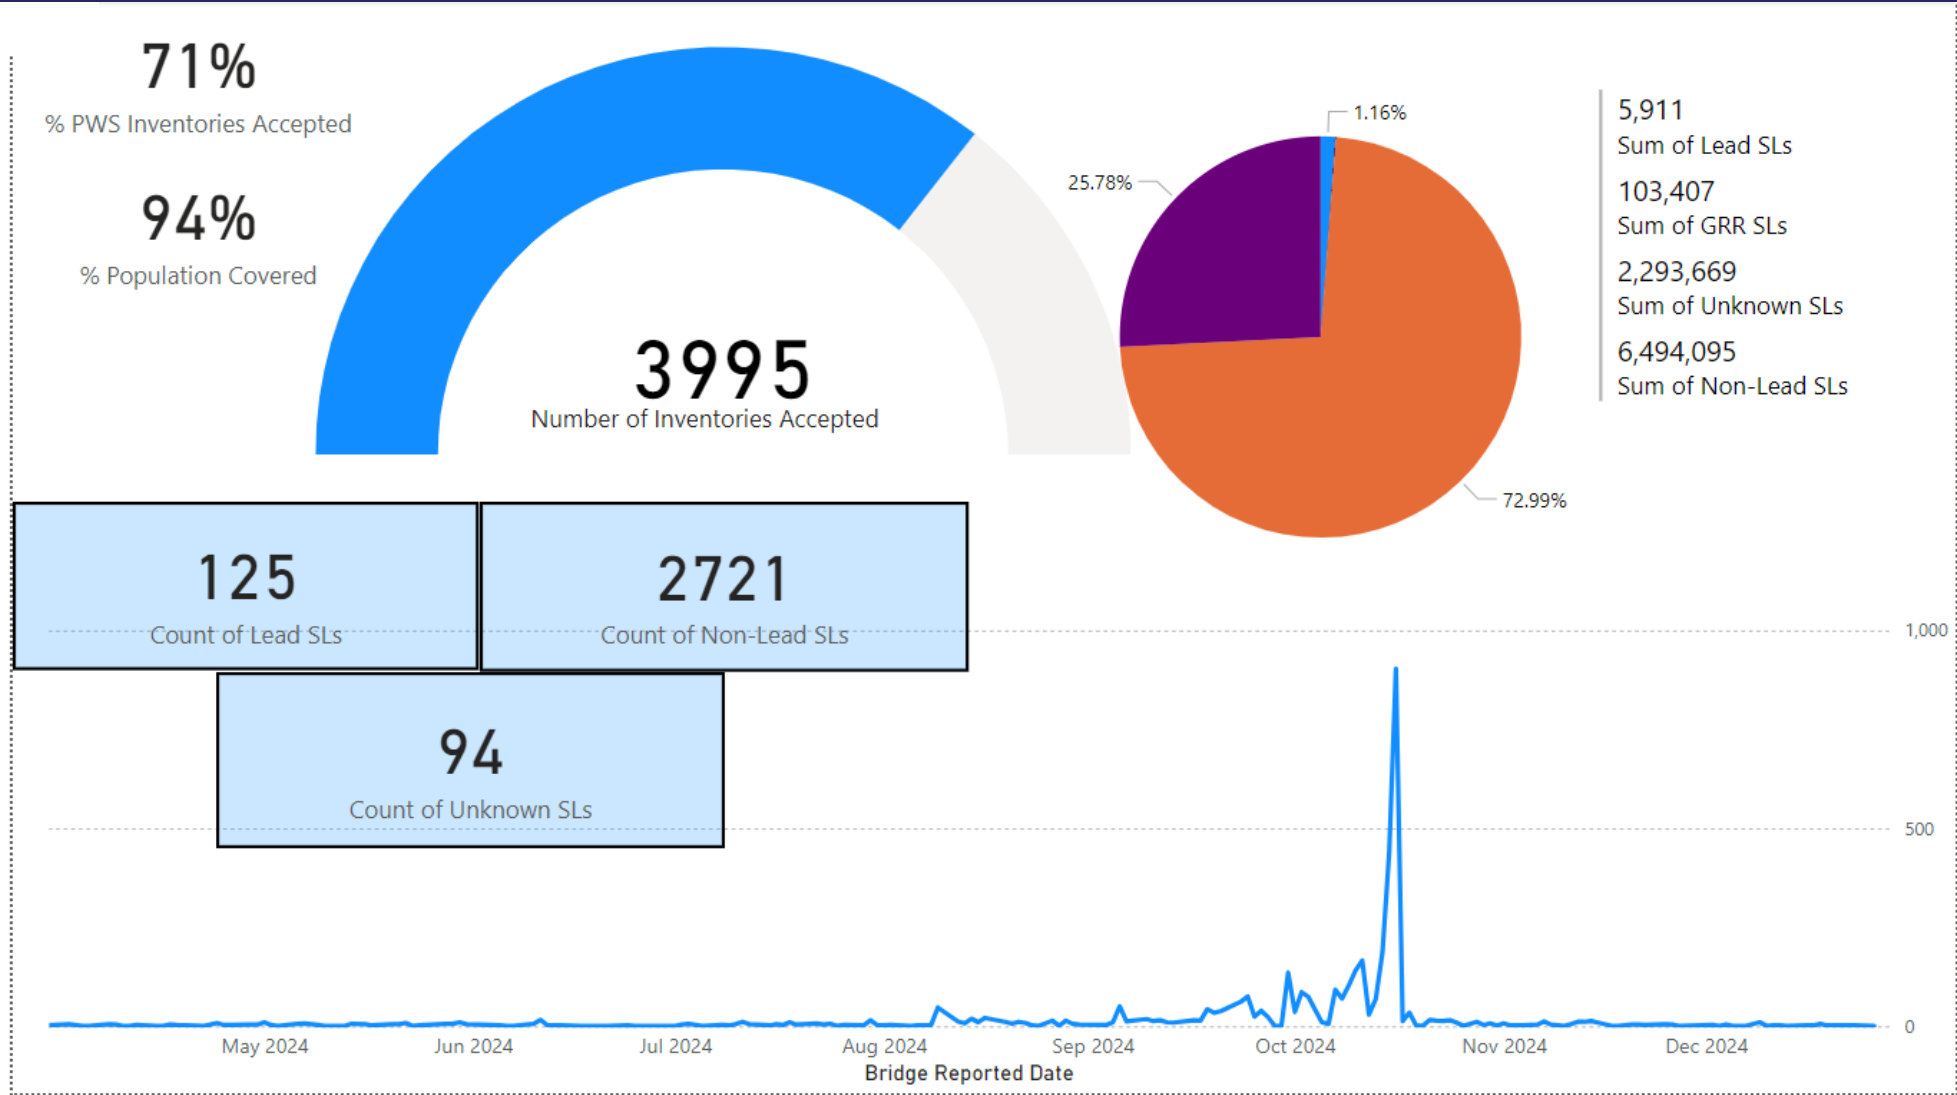 71%
% PWS Inventories Accepted
94%
% Population Covered
3995
Number of Inventories Accepted
1.16%
25.78%
72.99%
5,911
Sum of Lead SLs
103,407
Sum of GRR SLs
2,293,669
Sum of Unknown SLs
6,494,095
Sum of Non-Lead SLs
125
Count of Lead SLs
2721
Count of Non-Lead SLs
94
Count of Unknown SLs
1,000
500
0
May 2024
Jun 2024
Jul 2024
Aug 2024
Sep 2024
Oct 2024
Nov 2024
Dec 2024
Bridge Reported Date